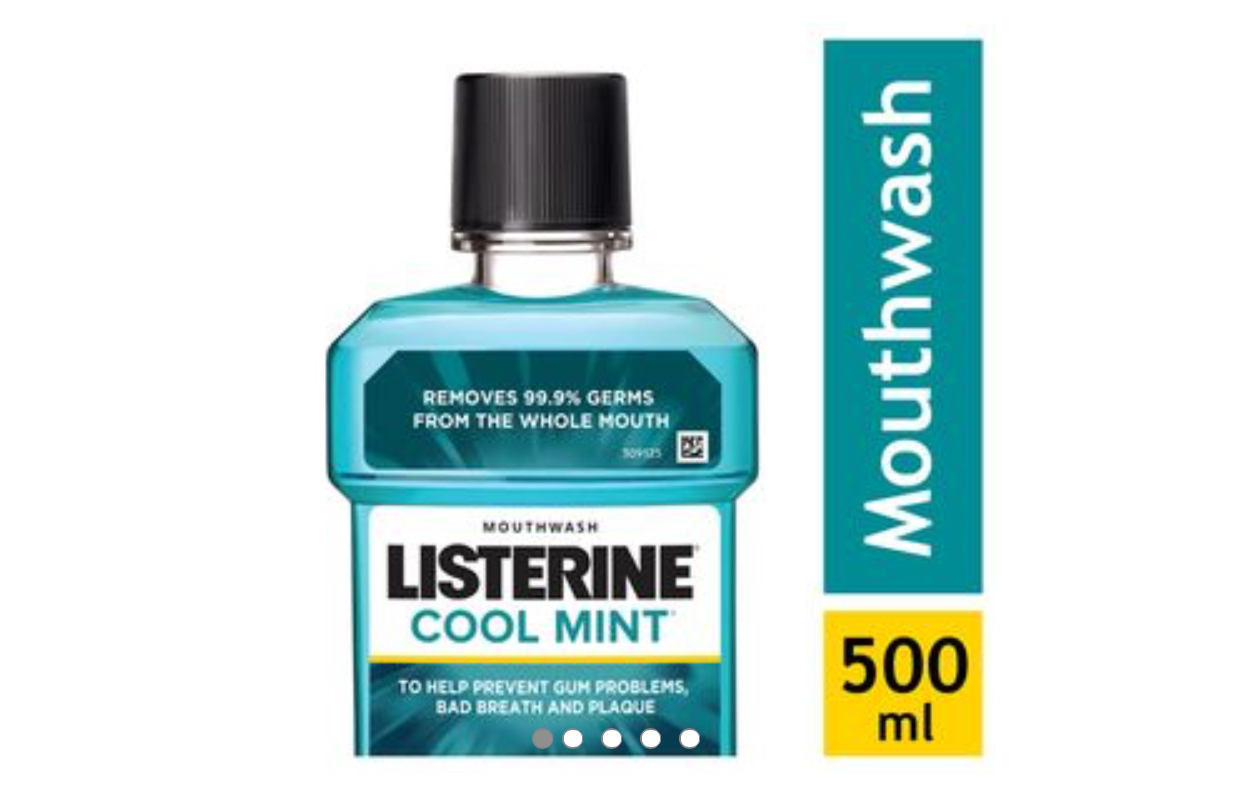 REMOVES 99.9% GERMS
FROM THE WHOLE MOUTH
MOUTHWASH
LISTERINE®
COOL MINT®
TO HELP PREVENT GUM PROBLEMS,
BAD BREATH AND PLAQUE
Mouthwash
500
ml